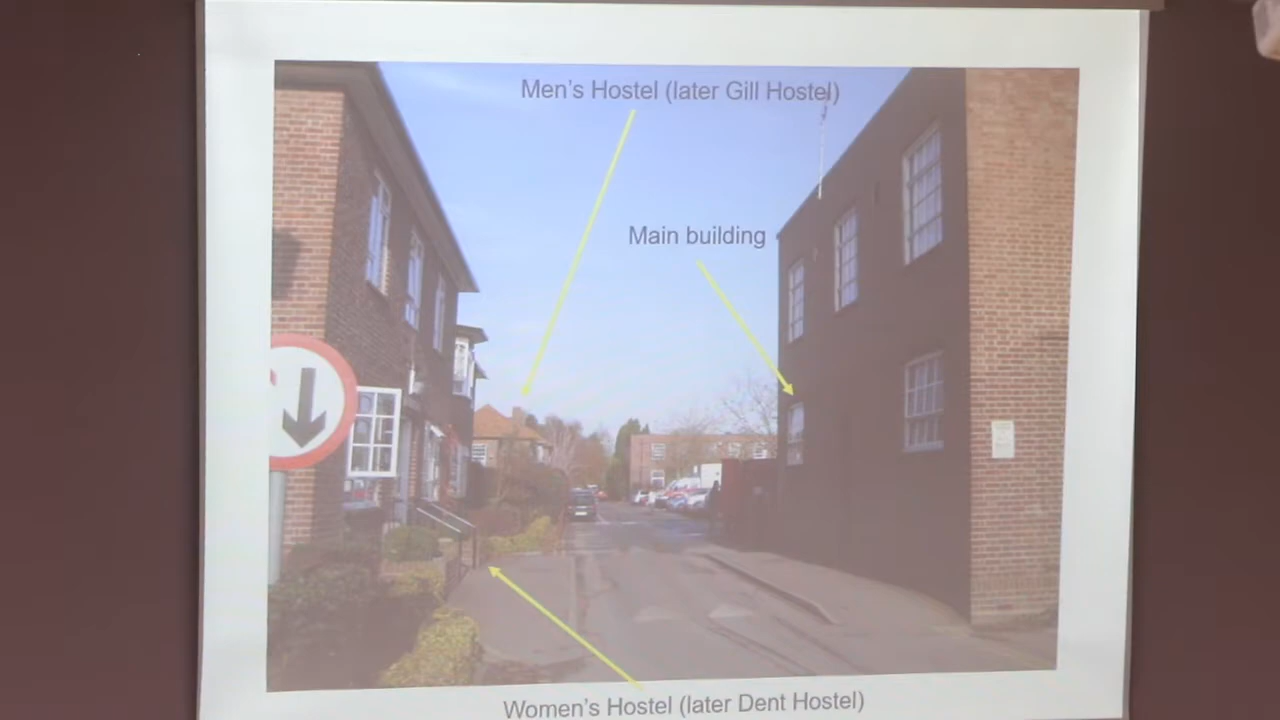 Men's Hostel (later Gill Hostel)
Main building
Women's Hostel (later Dent Hostel)